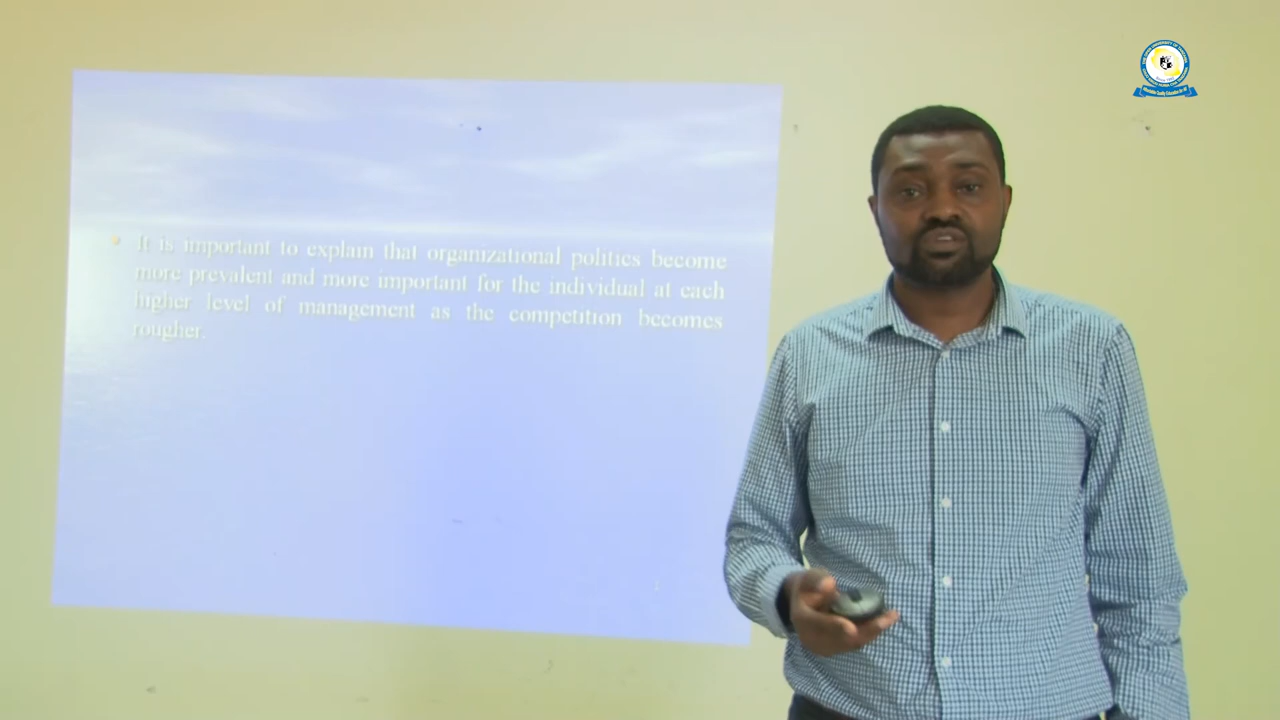 It is important to explain that organizational politics become
more prevalent and more important for the individual at each
higher level of management as the competition becomes
rougher.